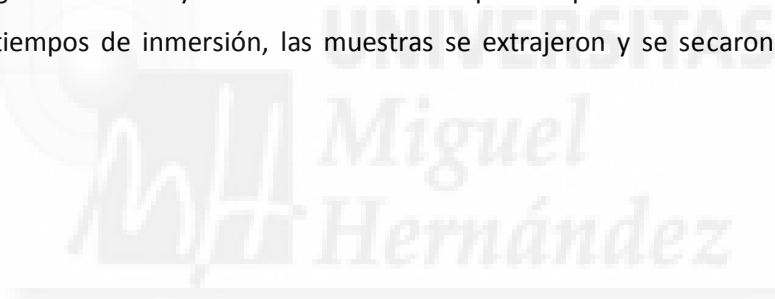 tiempos de inmersión, las muestras se extrajeron y se secaron
UNIVERSITAS
Miguel
Hernández